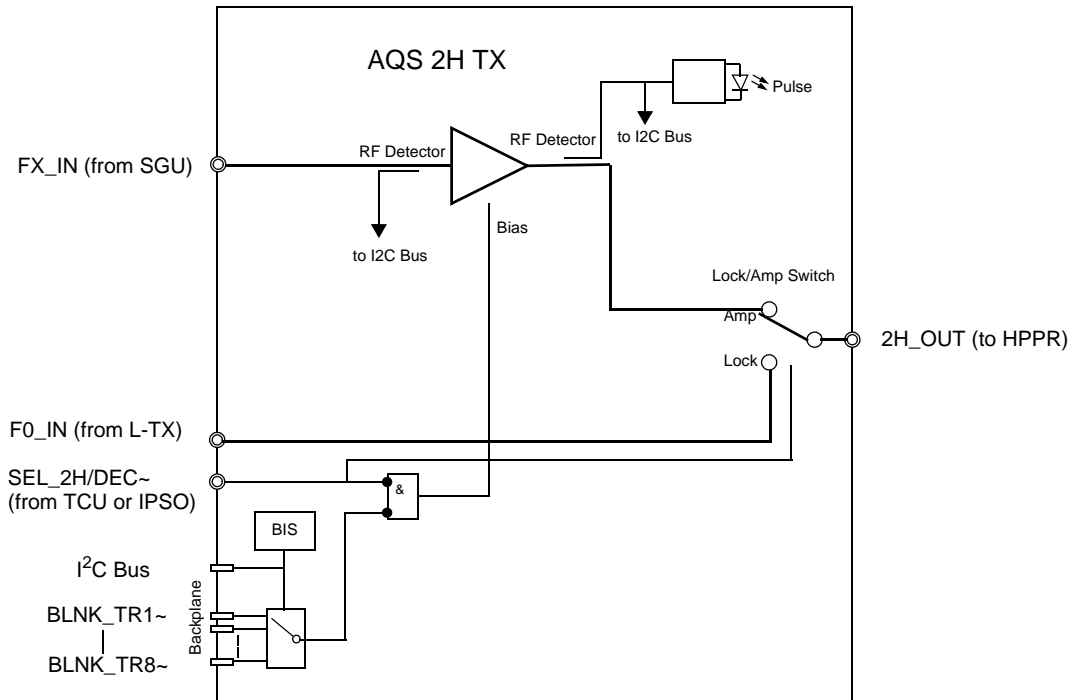 AQS 2H TX
Pulse
to I2C Bus
RF Detector
RF Detector
FX_IN (from SGU)
to I2C Bus
Bias
Lock/Amp Switch
Amp
2H_OUT (to HPPR)
Lock
F0_IN (from L-TX)
SEL_2H/DEC~
(from TCU or IPSO)
&
BIS
I2C Bus
Backplane
BLNK_TR1~
BLNK_TR8~